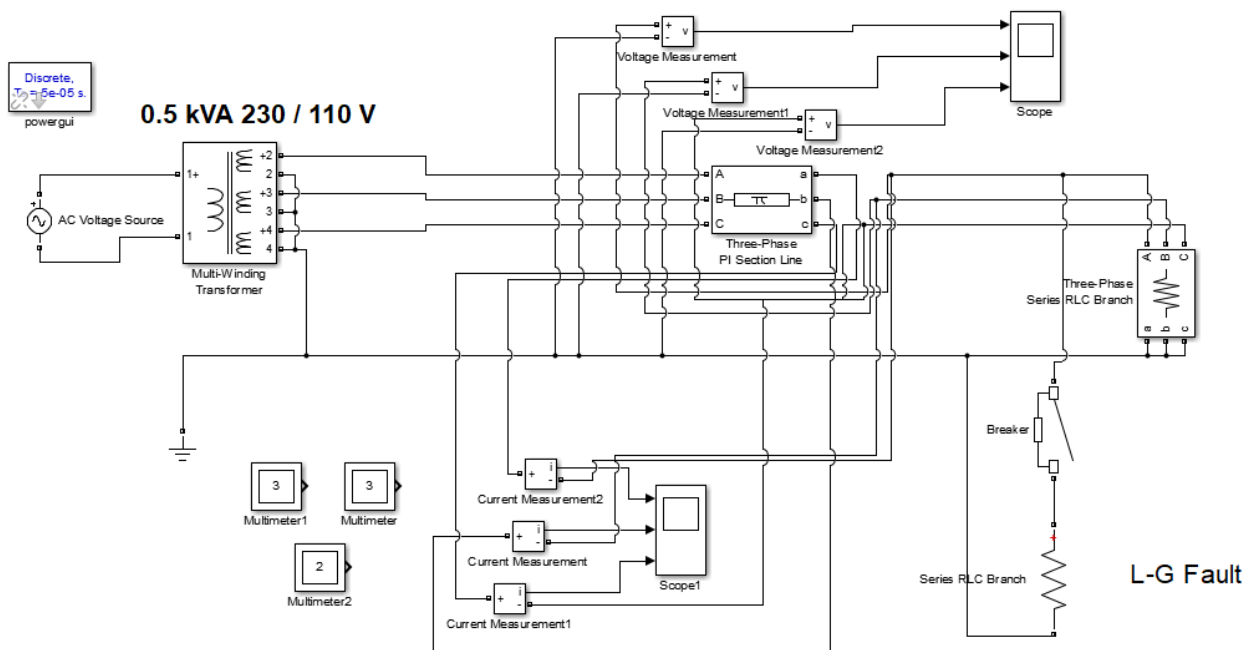 Discrete,
5e-05 s.
powergui
0.5 kVA 230 / 110 V
AC Voltage Source
1+
1
+2
2
+3
3
+4
4
Multi-Winding
Transformer
+
-
v
Voltage Measurement
+
-
v
Voltage Measurement1
+
-
v
Voltage Measurement2
Scope
A
B
C
a
b
c
Three-Phase
PI Section Line
A B C
Three-Phase
Series RLC Branch
a b c
Breaker
+
Series RLC Branch
L-G Fault
3
Multimeter1
3
Multimeter
2
Multimeter2
+
i
-
Current Measurement2
+
i
-
Current Measurement
+
i
-
Current Measurement1
Scope1